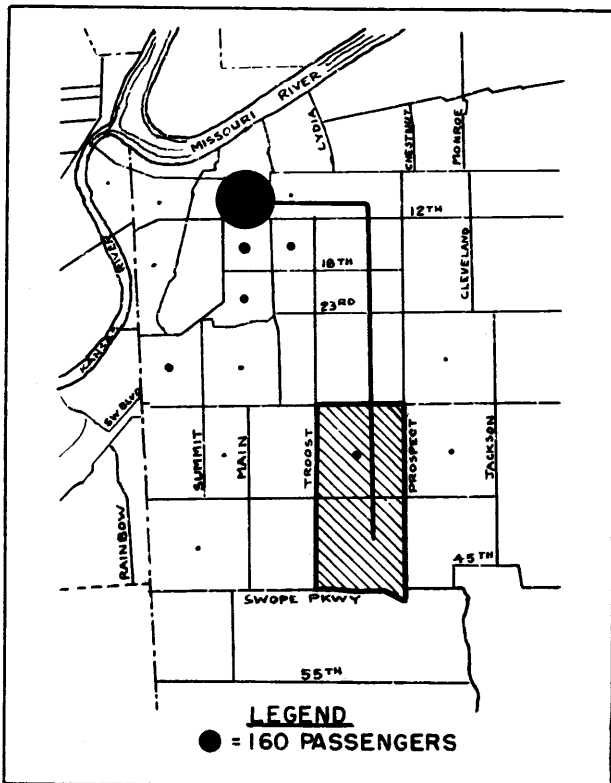 MISSOURI RIVER
LYDIA
CHESTNUT
MONROE
12TH
KANSAS RIVER
18TH
CLEVELAND
23RD
SW BLVD
SUMMIT
MAIN
TROOST
PROSPECT
JACKSON
RAINBOW
45TH
SWOPE PKWY
55TH
LEGEND
= 160 PASSENGERS